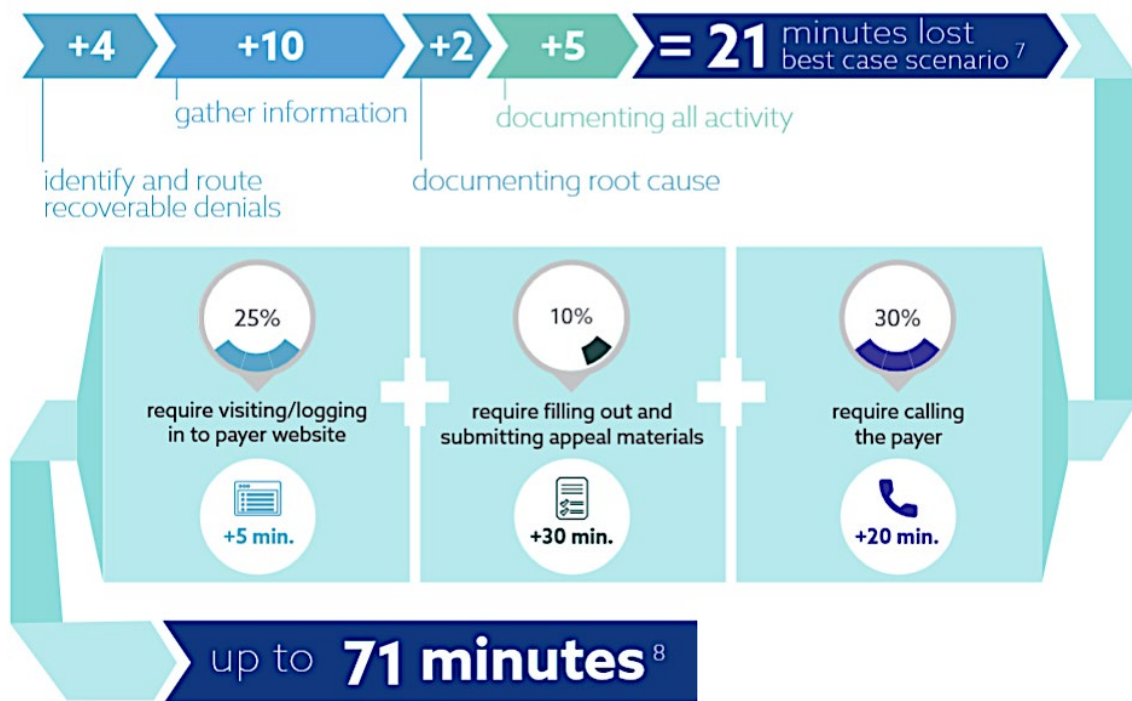 +4 +10 +2 +5 = 21 minutes lost
best case scenario 7
gather information
documenting all activity
identify and route
recoverable denials
documenting root cause
25%
require visiting/logging
in to payer website
+5 min.
10%
require filling out and
submitting appeal materials
+30 min.
30%
require calling
the payer
+20 min.
up to 71 minutes 8